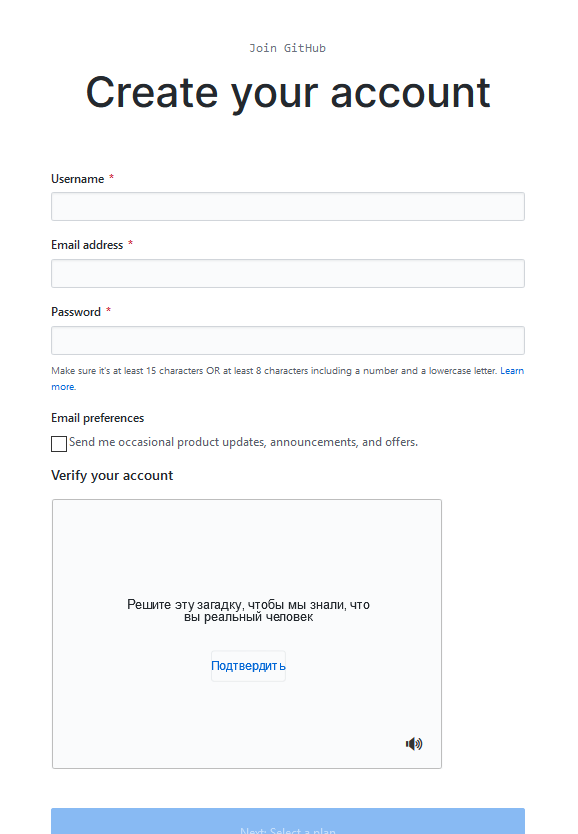 Join GitHub
Create your account
Username *
Email address *
Password *
Make sure it's at least 15 characters OR at least 8 characters including a number and a lowercase letter. Learn
more.
Email preferences
Send me occasional product updates, announcements, and offers.
Verify your account
Решите эту загадку, чтобы мы знали, что
вы реальный человек
Подтвердить
Next: Select a plan